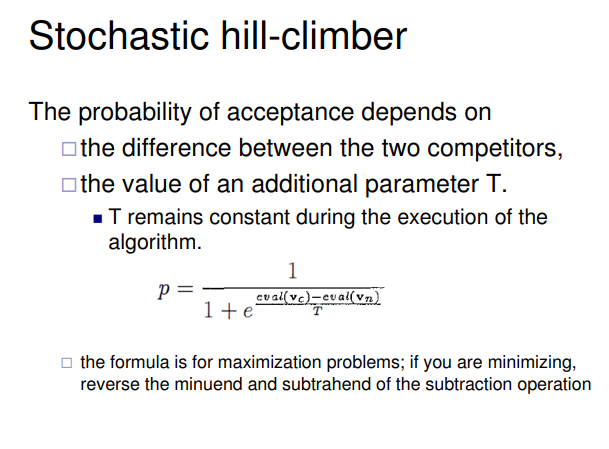 Stochastic hill-climber
The probability of acceptance depends on
the difference between the two competitors,
the value of an additional parameter T.
T remains constant during the execution of the
algorithm.
p = 1 / (1 + e^((eval(v_c)−eval(v_n))/T))
the formula is for maximization problems; if you are minimizing,
reverse the minuend and subtrahend of the subtraction operation